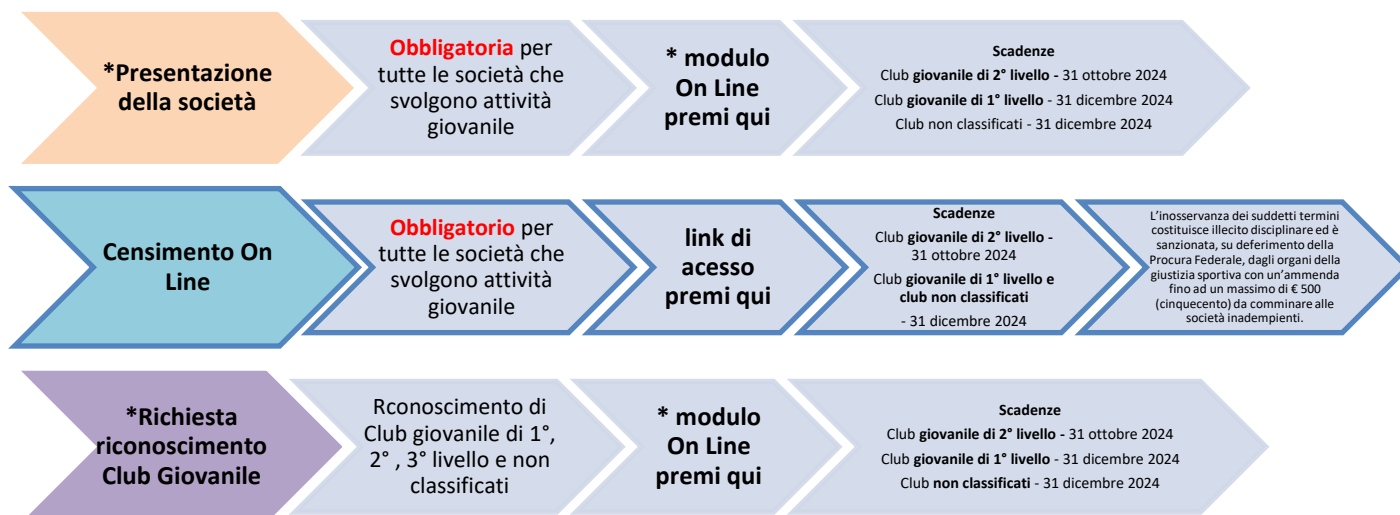 *Presentazione
della società
Obbligatoria per
tutte le società che
svolgono attività
giovanile
* modulo
On Line
premi qui
Scadenze
Club giovanile di 2° livello - 31 ottobre 2024
Club giovanile di 1° livello - 31 dicembre 2024
Club non classificati - 31 dicembre 2024
Censimento On
Line
Obbligatorio per
tutte le società che
svolgono attività
giovanile
link di
acesso
premi qui
Scadenze
Club giovanile di 2° livello -
31 ottobre 2024
Club giovanile di 1° livello e
club non classificati
- 31 dicembre 2024
L'inosservanza dei suddetti termini
costituisce illecito disciplinare ed è
sanzionata, su deferimento della
Procura Federale, dagli organi della
giustizia sportiva con un'ammenda
fino ad un massimo di € 500
(cinquecento) da comminare alle
società inadempienti.
*Richiesta
riconoscimento
Club Giovanile
Rconoscimento di
Club giovanile di 1°,
2° , 3° livello e non
classificati
* modulo
On Line
premi qui
Scadenze
Club giovanile di 2° livello - 31 ottobre 2024
Club giovanile di 1° livello - 31 dicembre 2024
Club non classificati - 31 dicembre 2024